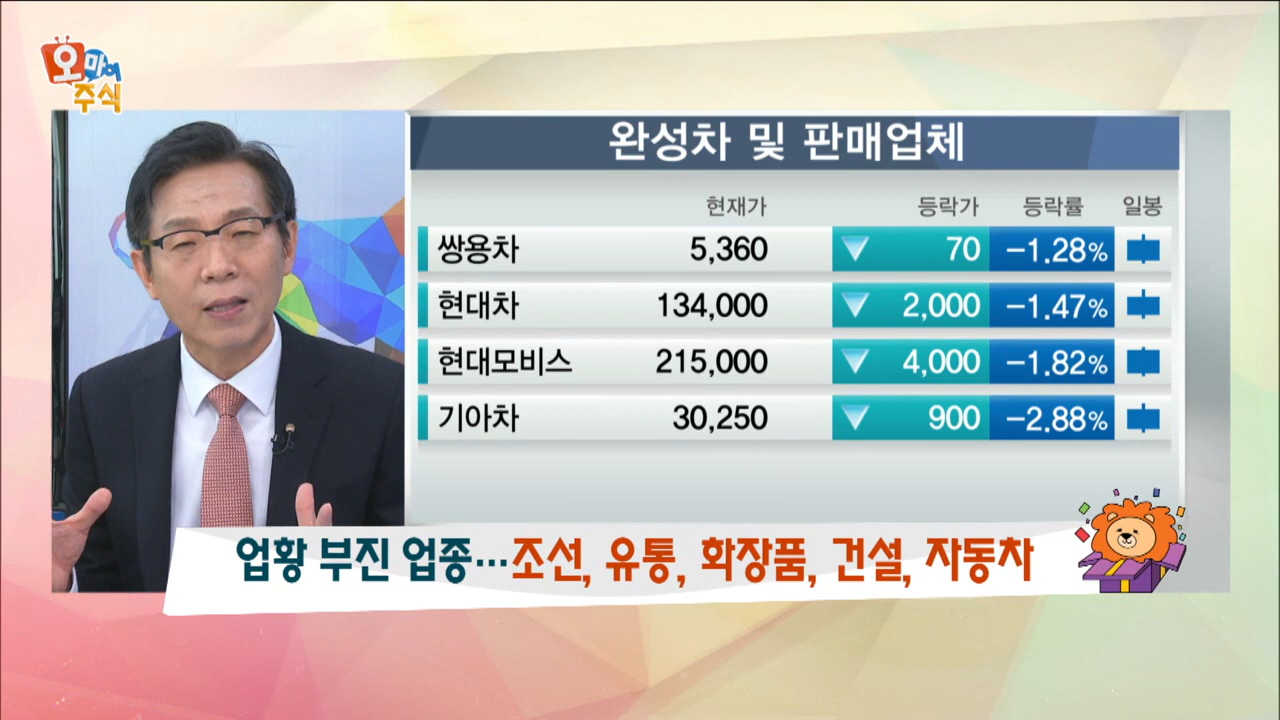 오마이
주식
완성차 및 판매업체
현재가 등락가 등락률 일봉
쌍용차 5,360 ▼ 70 -1.28%
현대차 134,000 ▼ 2,000 -1.47%
현대모비스 215,000 ▼ 4,000 -1.82%
기아차 30,250 ▼ 900 -2.88%
업황 부진 업종…조선, 유통, 화장품, 건설, 자동차